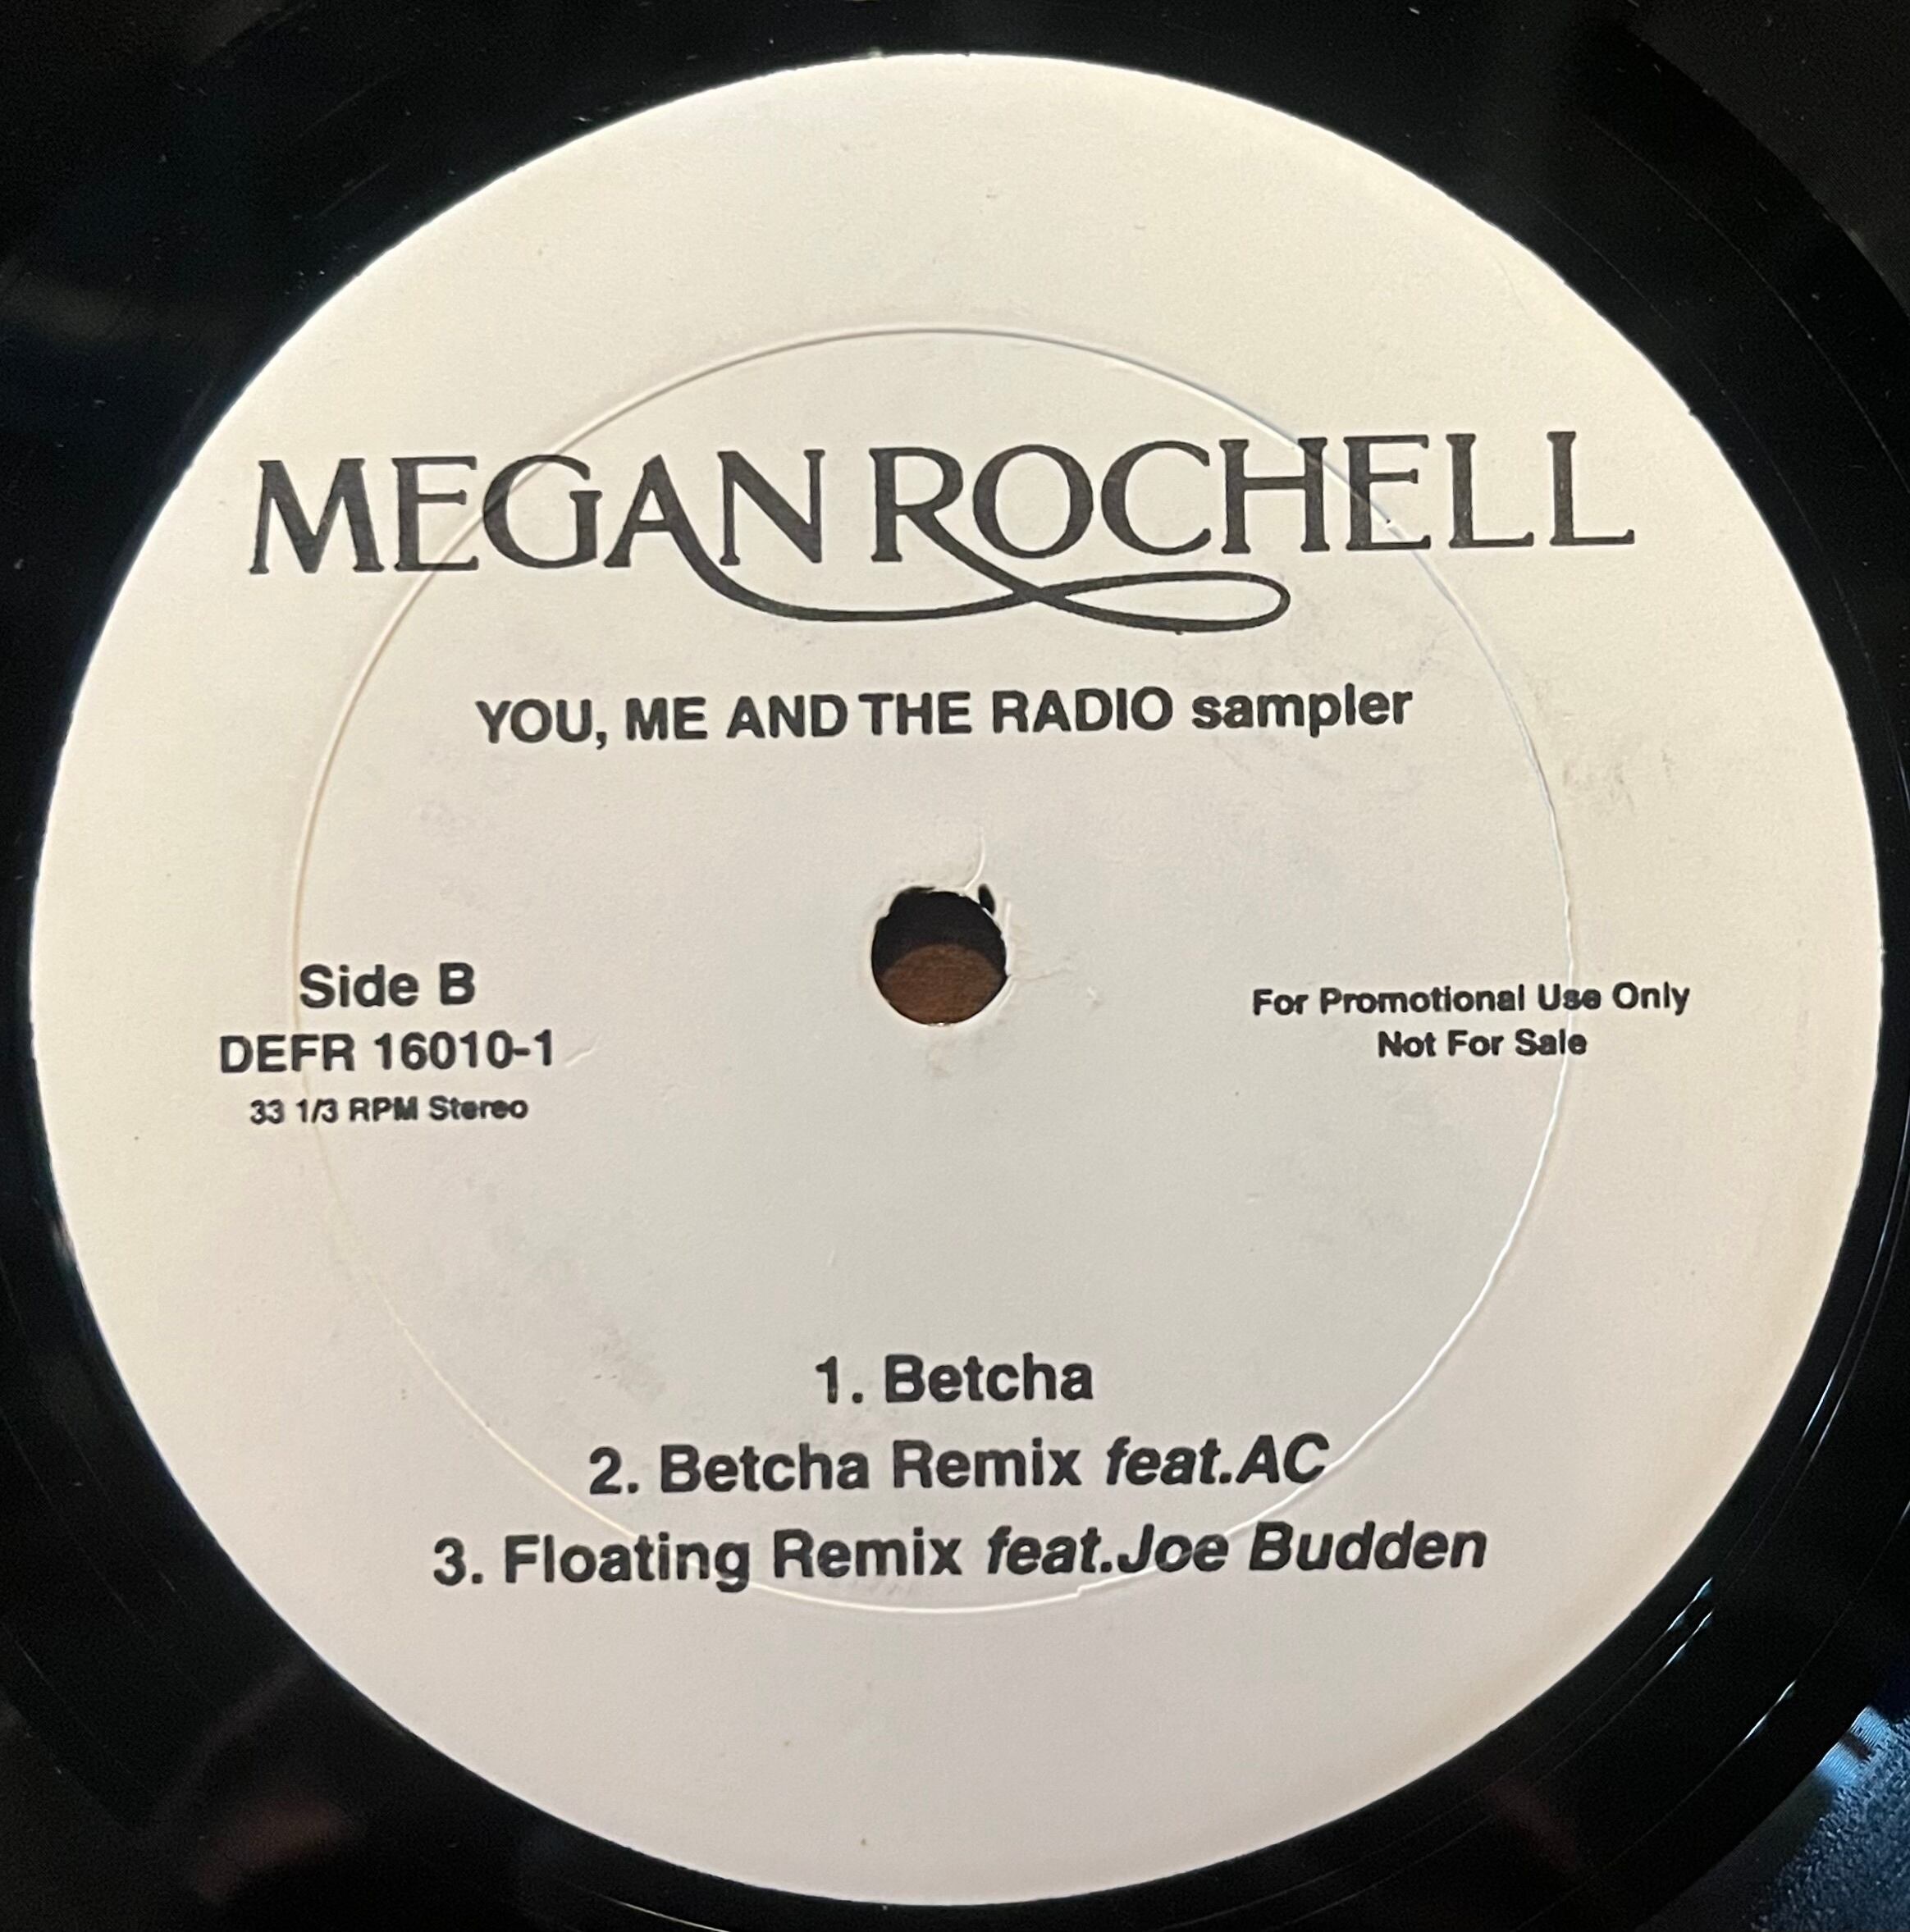 MEGAN ROCHELL
YOU, ME AND THE RADIO sampler
Side B
DEFR 16010-1
33 1/3 RPM Stereo
For Promotional Use Only
Not For Sale
1. Betcha
2. Betcha Remix feat.AC
3. Floating Remix feat.Joe Budden